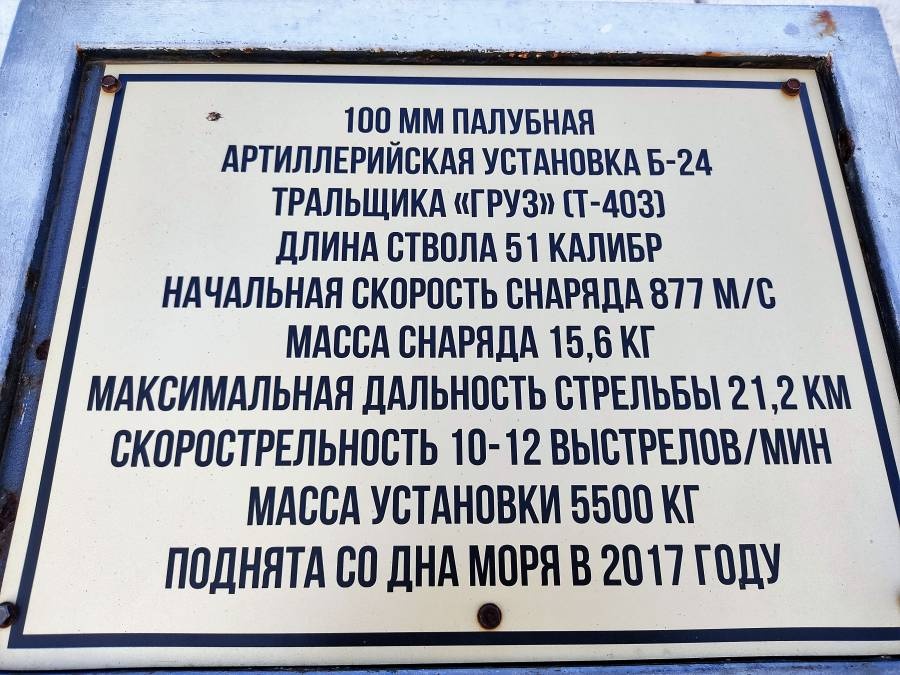 100 ММ ПАЛУБНАЯ
АРТИЛЛЕРИЙСКАЯ УСТАНОВКА Б-24
ТРАЛЬЩИКА «ГРУЗ» (Т-403)
ДЛИНА СТВОЛА 51 КАЛИБР
НАЧАЛЬНАЯ СКОРОСТЬ СНАРЯДА 877 М/С
МАССА СНАРЯДА 15,6 КГ
МАКСИМАЛЬНАЯ ДАЛЬНОСТЬ СТРЕЛЬБЫ 21,2 КМ
СКОРОСТРЕЛЬНОСТЬ 10-12 ВЫСТРЕЛОВ/МИН
МАССА УСТАНОВКИ 5500 КГ
ПОДНЯТА СО ДНА МОРЯ В 2017 ГОДУ